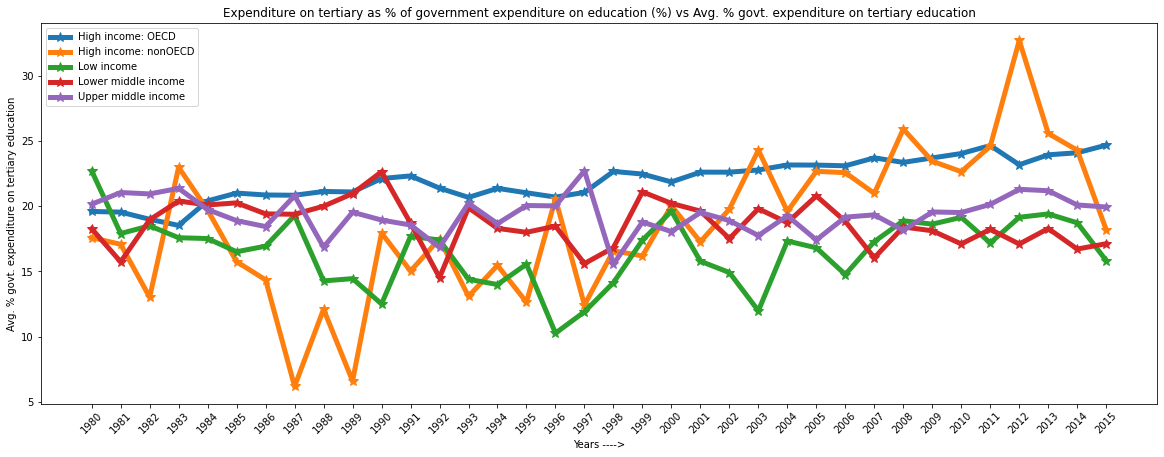 Expenditure on tertiary as % of government expenditure on education (%) vs Avg. % govt. expenditure on tertiary education
High income: OECD
High income: nonOECD
Low income
Lower middle income
Upper middle income
Avg. % govt. expenditure on tertiary education
30
25
20
15
10
5
1980 1981 1982 1983 1984 1985 1986 1987 1988 1989 1990 1991 1992 1993 1994 1995 1996 1997 1998 1999 2000 2001 2002 2003 2004 2005 2006 2007 2008 2009 2010 2011 2012 2013 2014 2015
Years ---->